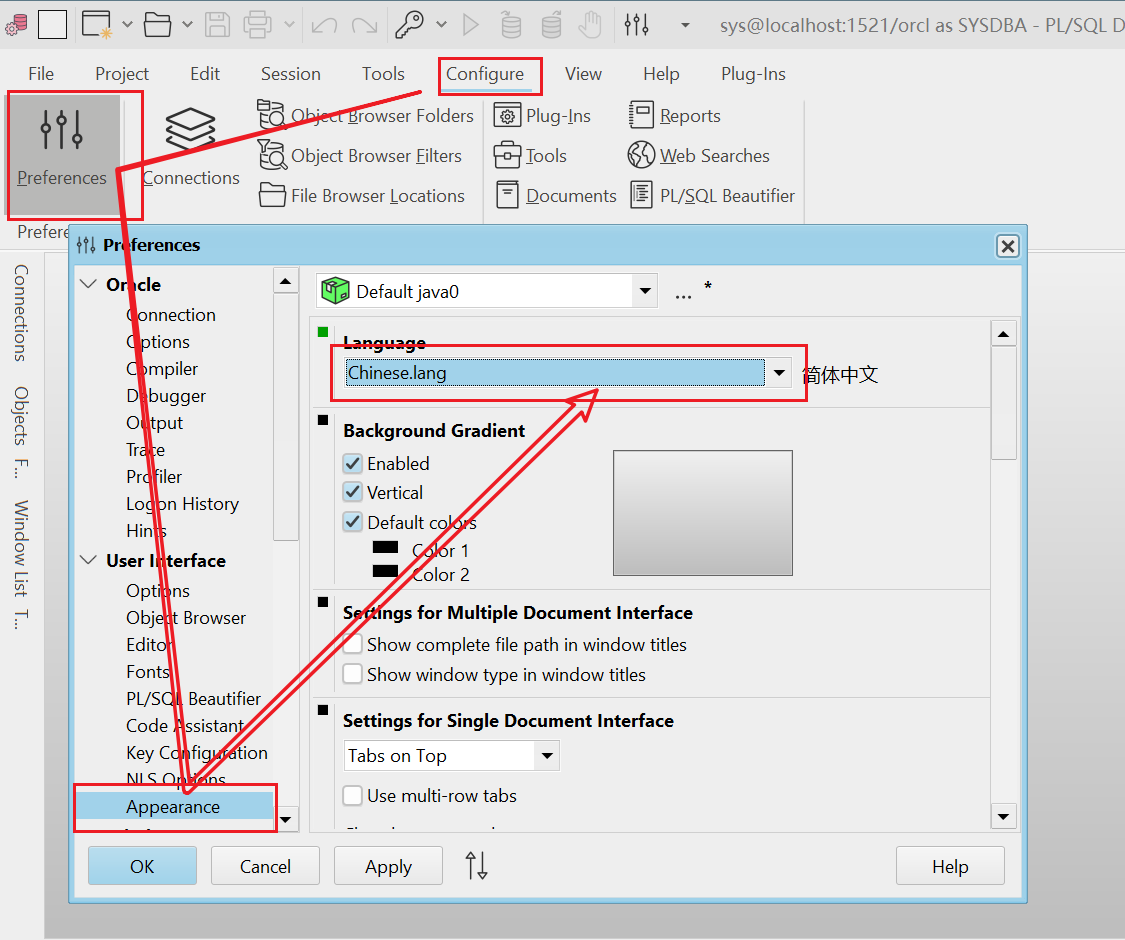 sys@localhost:1521/orcl as SYSDBA - PL/SQL D
File Project Edit Session Tools Configure View Help Plug-Ins
Preferences
Connections
Object Browser Folders
Object Browser Filters
File Browser Locations
Plug-Ins
Tools
Documents
Reports
Web Searches
PL/SQL Beautifier
Prefere
Connections
Objects
F...
Window List
T...
Preferences
Oracle
Connection
Options
Compiler
Debugger
Output
Trace
Profiler
Logon History
Hints
User Interface
Options
Object Browser
Editor
Fonts
PL/SQL Beautifier
Code Assistant
Key Configuration
NLS Options
Appearance
Default java0
... *
Language
Chinese.lang
简体中文
Background Gradient
Enabled
Vertical
Default colors
Color 1
Color 2
Settings for Multiple Document Interface
Show complete file path in window titles
Show window type in window titles
Settings for Single Document Interface
Tabs on Top
Use multi-row tabs
OK Cancel Apply Help